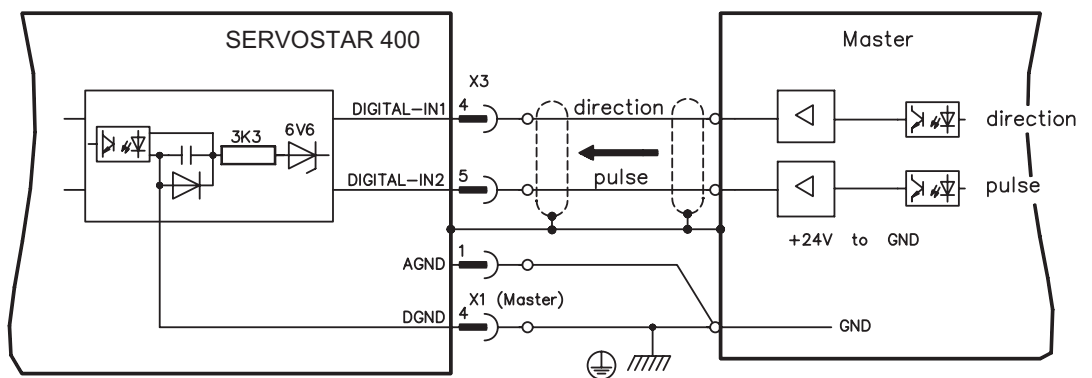 SERVOSTAR 400
Master
X3
DIGITAL-IN1
4
direction
direction
3K3
6V6
pulse
DIGITAL-IN2
5
pulse
+24V to GND
AGND
1
X1 (Master)
DGND
4
GND